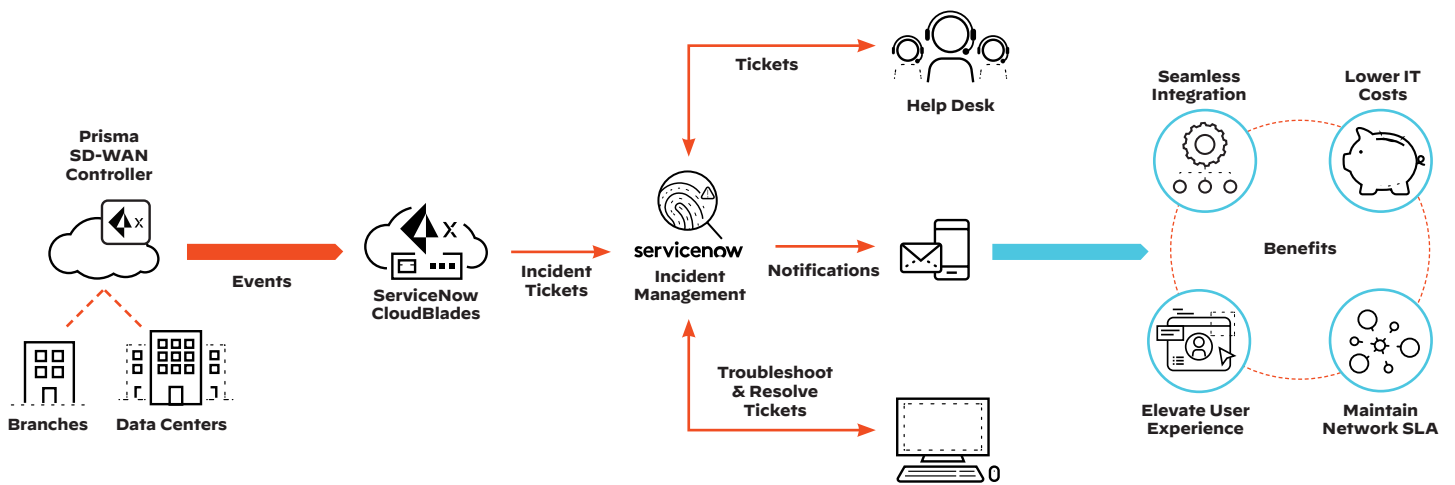 Prisma
SD-WAN
Controller
X
Branches
Data Centers
Events
X
ServiceNow
CloudBlades
Incident
Tickets
servicenow
Incident
Management
Tickets
Help Desk
Notifications
Troubleshoot
& Resolve
Tickets
Seamless
Integration
Lower IT
Costs
Benefits
Elevate User
Experience
Maintain
Network SLA